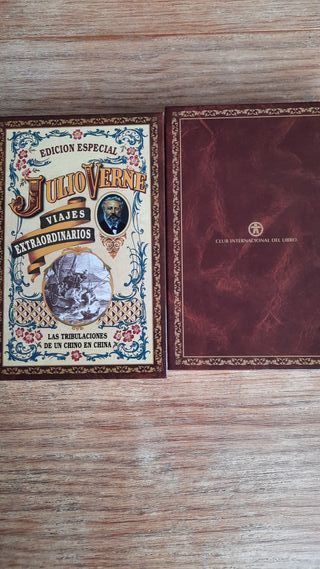 EDICION ESPECIAL
JULIO VERNE
VIAJES
EXTRAORDINARIOS
LAS TRIBULACIONES
DE UN CHINO EN CHINA
CLUB INTERNACIONAL DEL LIBRO